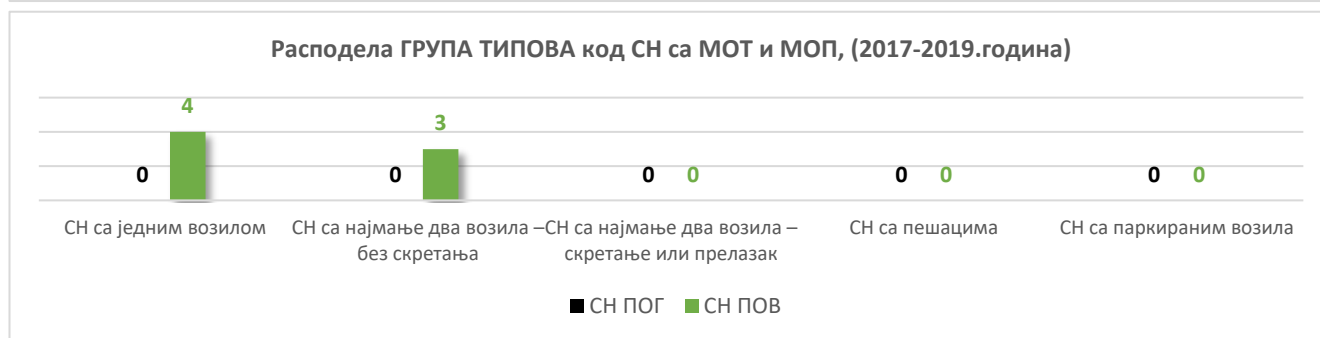 Расподела ГРУПА ТИПОВА код СН са МОТ и МОП, (2017-2019.година)
4
3
0
0
0 0
0 0
0 0
СН са једним возилом
СН са најмање два возила –
без скретања
СН са најмање два возила –
скретање или прелазак
СН са пешацима
СН са паркираним возила
СН ПОГ СН ПОВ